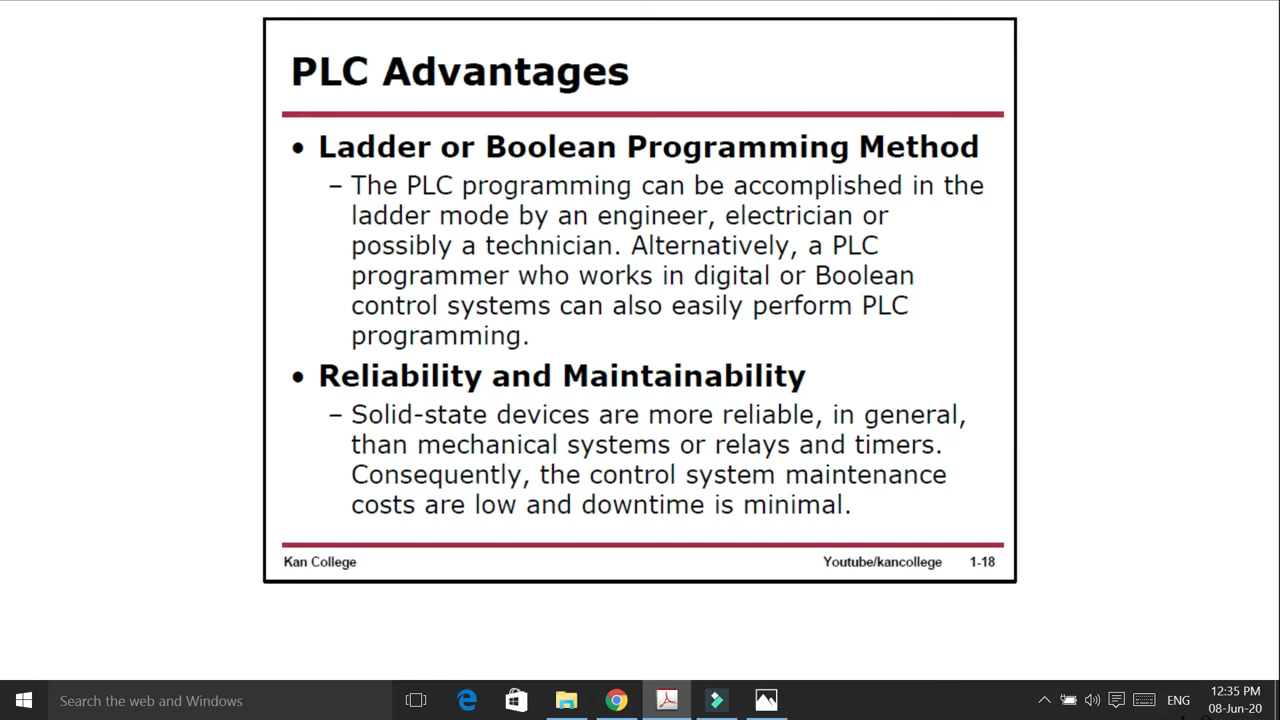 PLC Advantages
• Ladder or Boolean Programming Method
– The PLC programming can be accomplished in the
ladder mode by an engineer, electrician or
possibly a technician. Alternatively, a PLC
programmer who works in digital or Boolean
control systems can also easily perform PLC
programming.
• Reliability and Maintainability
– Solid-state devices are more reliable, in general,
than mechanical systems or relays and timers.
Consequently, the control system maintenance
costs are low and downtime is minimal.
Kan College Youtube/kancollege 1-18
Search the web and Windows
ENG
12:35 PM
08-Jun-20